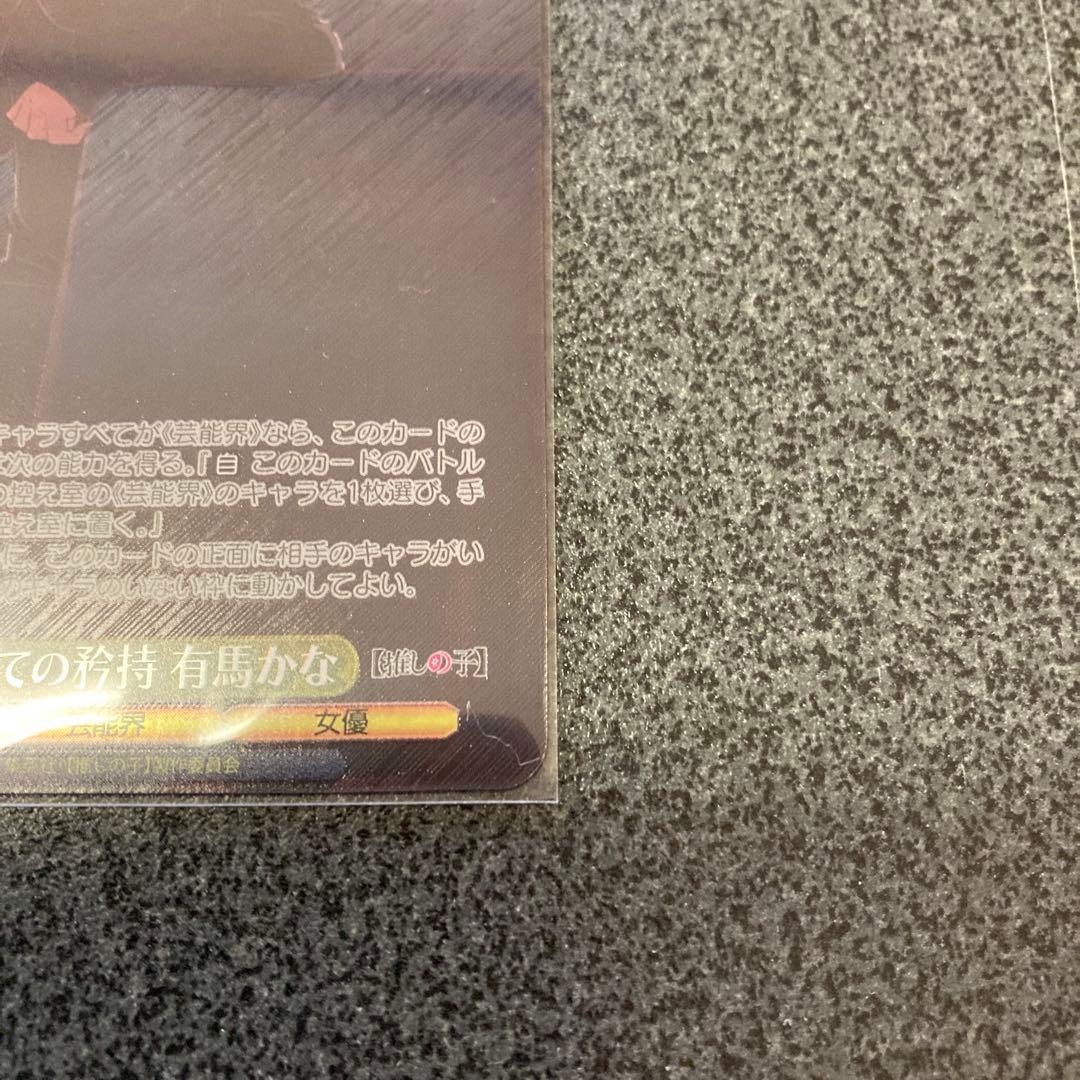 キャラすべてが《芸能界》なら、このカードの
次の能力を得る。『自 このカードのバトル
控え室の《芸能界》のキャラを1枚選び、手
控え室に置く。』
に、このカードの正面に相手のキャラがい
キャラのいない枠に動かしてよい。
ての矜持 有馬かな 【推しの子】
芸能界 女優
【推しの子】製作委員会